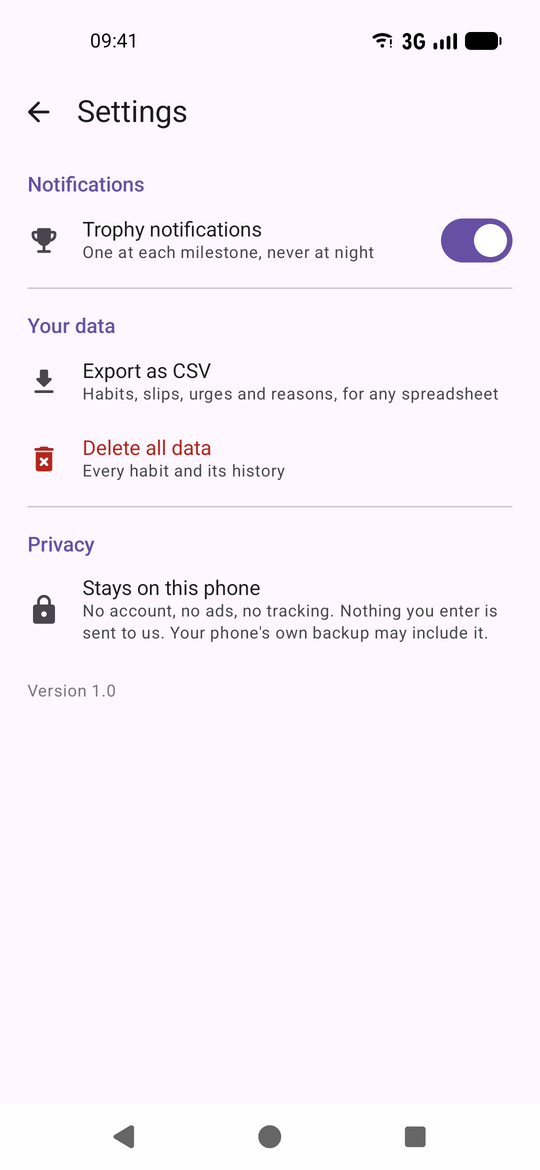 09:41
3G
Settings
Notifications
Trophy notifications
One at each milestone, never at night
Your data
Export as CSV
Habits, slips, urges and reasons, for any spreadsheet
Delete all data
Every habit and its history
Privacy
Stays on this phone
No account, no ads, no tracking. Nothing you enter is
sent to us. Your phone's own backup may include it.
Version 1.0